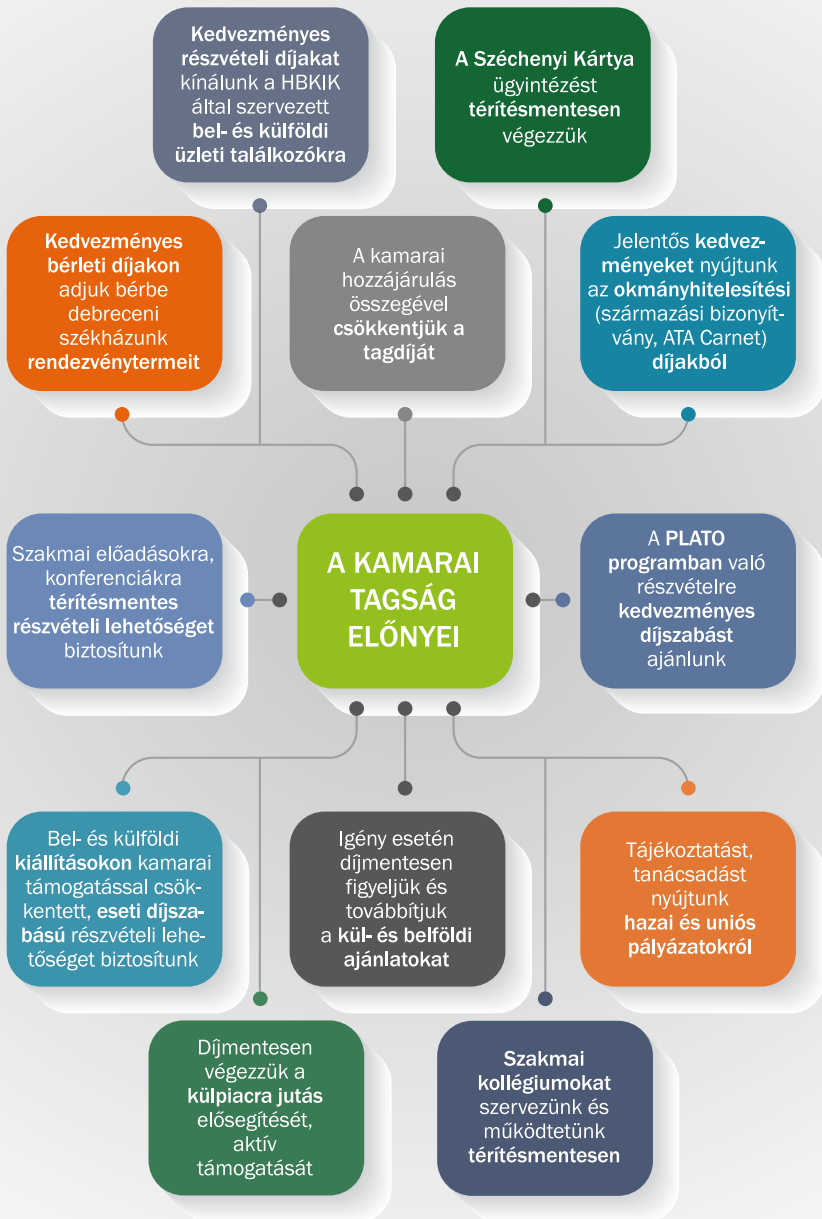 Kedvezményes
részvételi díjakat
kínálunk a HBKIK
által szervezett
bel- és külföldi
üzleti találkozókra
A Széchenyi Kártya
ügyintézést
térítésmentesen
végezzük
Kedvezményes
bérleti díjakon
adjuk bérbe
debreceni
székházunk
rendezvénytermeit
A kamarai
hozzájárulás
összegével
csökkentjük a
tagdíját
Jelentős kedvez-
ményeket nyújtunk
az okmányhitelesítési
(származási bizonyít-
vány, ATA Carnet)
díjakból
Szakmai előadásokra,
konferenciákra
térítésmentes
részvételi lehetőséget
biztosítunk
A KAMARAI
TAGSÁG
ELŐNYEI
A PLATO
programban való
részvételre
kedvezményes
díjszabást
ajánlunk
Bel- és külföldi
kiállításokon kamarai
támogatással csök-
kentett, eseti díjsza-
bású részvételi lehe-
tőséget biztosítunk
Igény esetén
díjmentesen
figyeljük és
továbbítjuk
a kül- és belföldi
ajánlatokat
Tájékoztatást,
tanácsadást
nyújtunk
hazai és uniós
pályázatokról
Díjmentesen
végezzük a
külpiacra jutás
elősegítését,
aktív
támogatását
Szakmai
kollégiumokat
szervezünk és
működtetünk
térítésmentesen